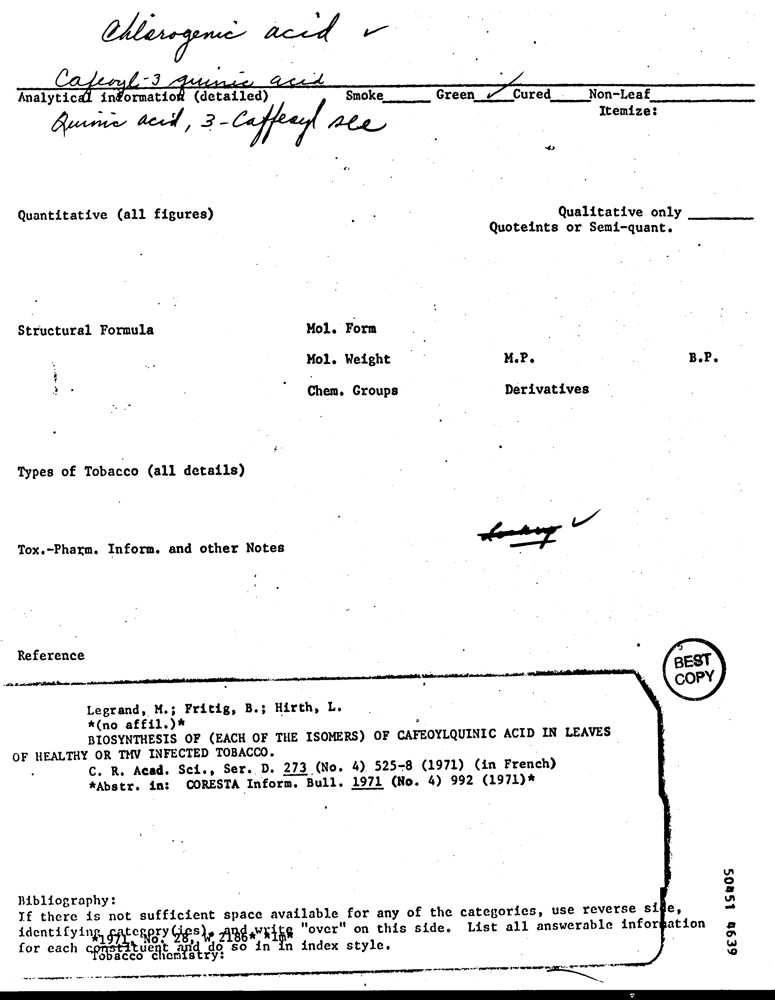 Chlorogenic acid ✓
Cafeoyl-3 quinic acid
Analytical information (detailed) Smoke____ Green ✓ Cured____ Non-Leaf____
Itemize:
Quinic acid, 3-Caffeoyl see
Quantitative (all figures) Qualitative only ____
Quoteints or Semi-quant.
Structural Formula Mol. Form
Mol. Weight M.P. B.P.
Chem. Groups Derivatives
Types of Tobacco (all details)
✓
Tox.-Pharm. Inform. and other Notes
Reference
BEST
COPY
Legrand, M.; Fritig, B.; Hirth, L.
*(no affil.)*
BIOSYNTHESIS OF (EACH OF THE ISOMERS) OF CAFEOYLQUINIC ACID IN LEAVES
OF HEALTHY OR TMV INFECTED TOBACCO.
C. R. Acad. Sci., Ser. D. 273 (No. 4) 525-8 (1971) (in French)
*Abstr. in: CORESTA Inform. Bull. 1971 (No. 4) 992 (1971)*
Bibliography:
If there is not sufficient space available for any of the categories, use reverse side,
identifying category(ies), and write "over" on this side. List all answerable information
*1971, No. 28, W 2186* *lm*
for each constituent and do so in in index style.
Tobacco chemistry:
50451 4639